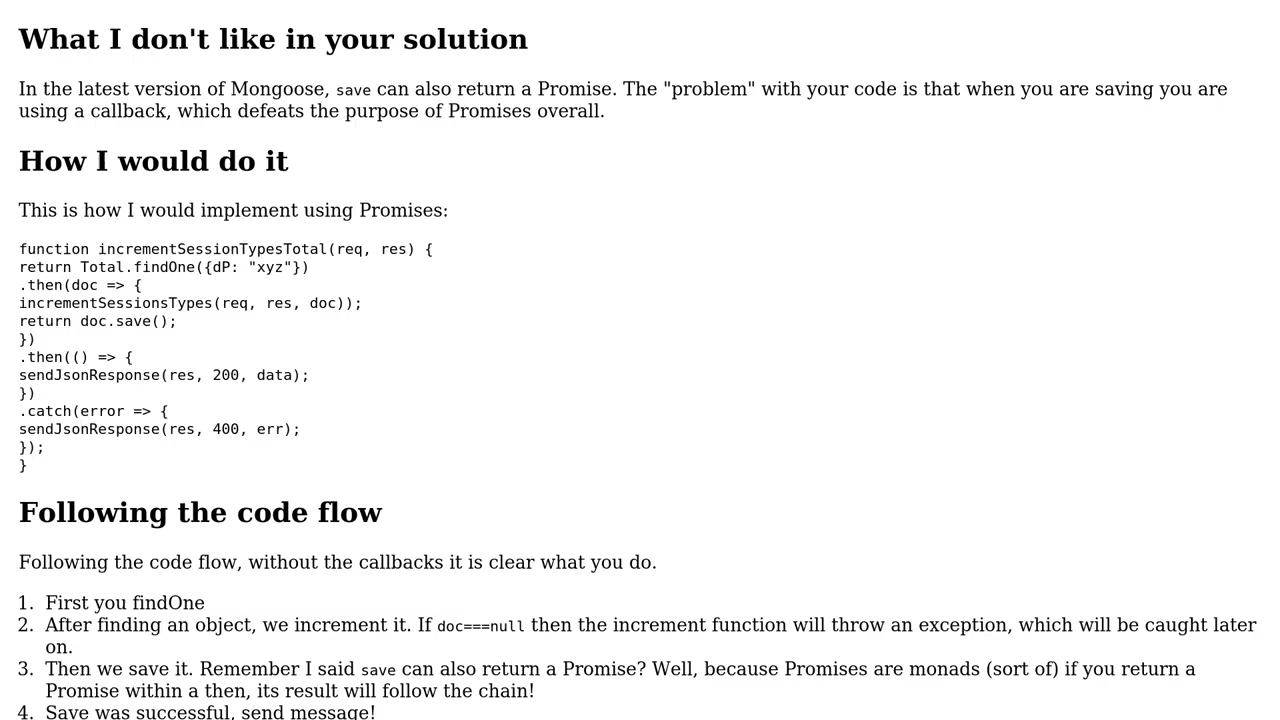 What I don't like in your solution
In the latest version of Mongoose, save can also return a Promise. The "problem" with your code is that when you are saving you are
using a callback, which defeats the purpose of Promises overall.
How I would do it
This is how I would implement using Promises:
function incrementSessionTypesTotal(req, res) {
return Total.findOne({dP: "xyz"})
.then(doc => {
incrementSessionsTypes(req, res, doc));
return doc.save();
})
.then(() => {
sendJsonResponse(res, 200, data);
})
.catch(error => {
sendJsonResponse(res, 400, err);
});
}
Following the code flow
Following the code flow, without the callbacks it is clear what you do.
1. First you findOne
2. After finding an object, we increment it. If doc===null then the increment function will throw an exception, which will be caught later
on.
3. Then we save it. Remember I said save can also return a Promise? Well, because Promises are monads (sort of) if you return a
Promise within a then, its result will follow the chain!
4. Save was successful, send message!